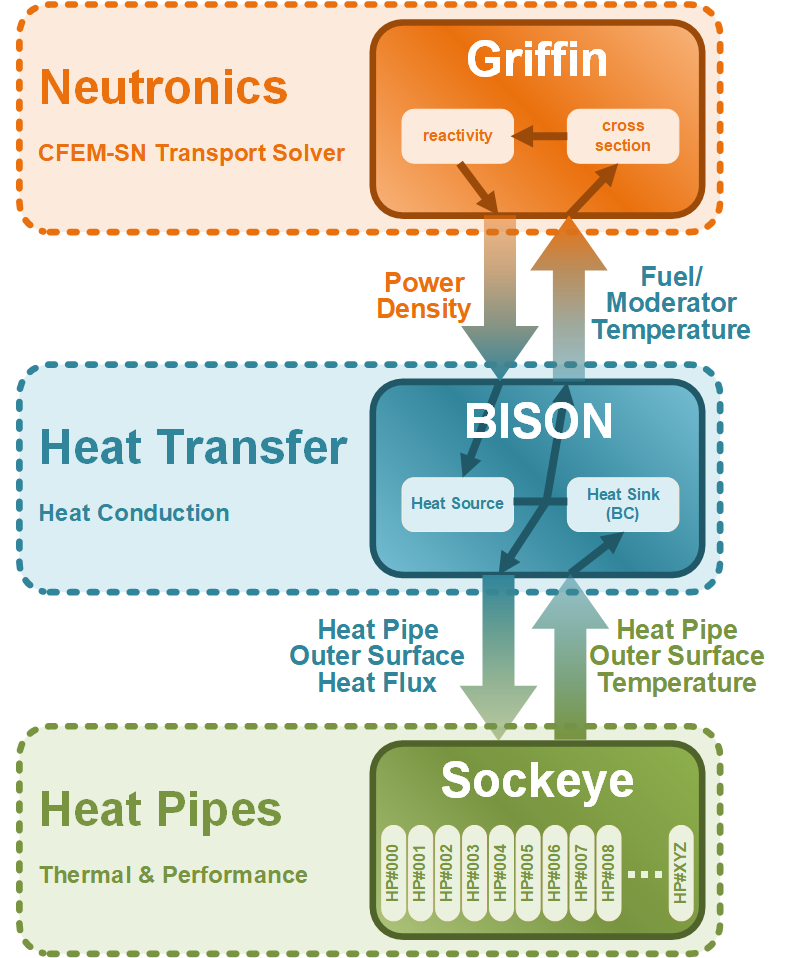 Neutronics
CFEM-SN Transport Solver
Griffin
reactivity
cross
section
Power
Density
Fuel/
Moderator
Temperature
Heat Transfer
Heat Conduction
BISON
Heat Source
Heat Sink
(BC)
Heat Pipe
Outer Surface
Heat Flux
Heat Pipe
Outer Surface
Temperature
Heat Pipes
Thermal & Performance
Sockeye
HP#000
HP#001
HP#002
HP#003
HP#004
HP#005
HP#006
HP#007
HP#008
...
HP#XYZ